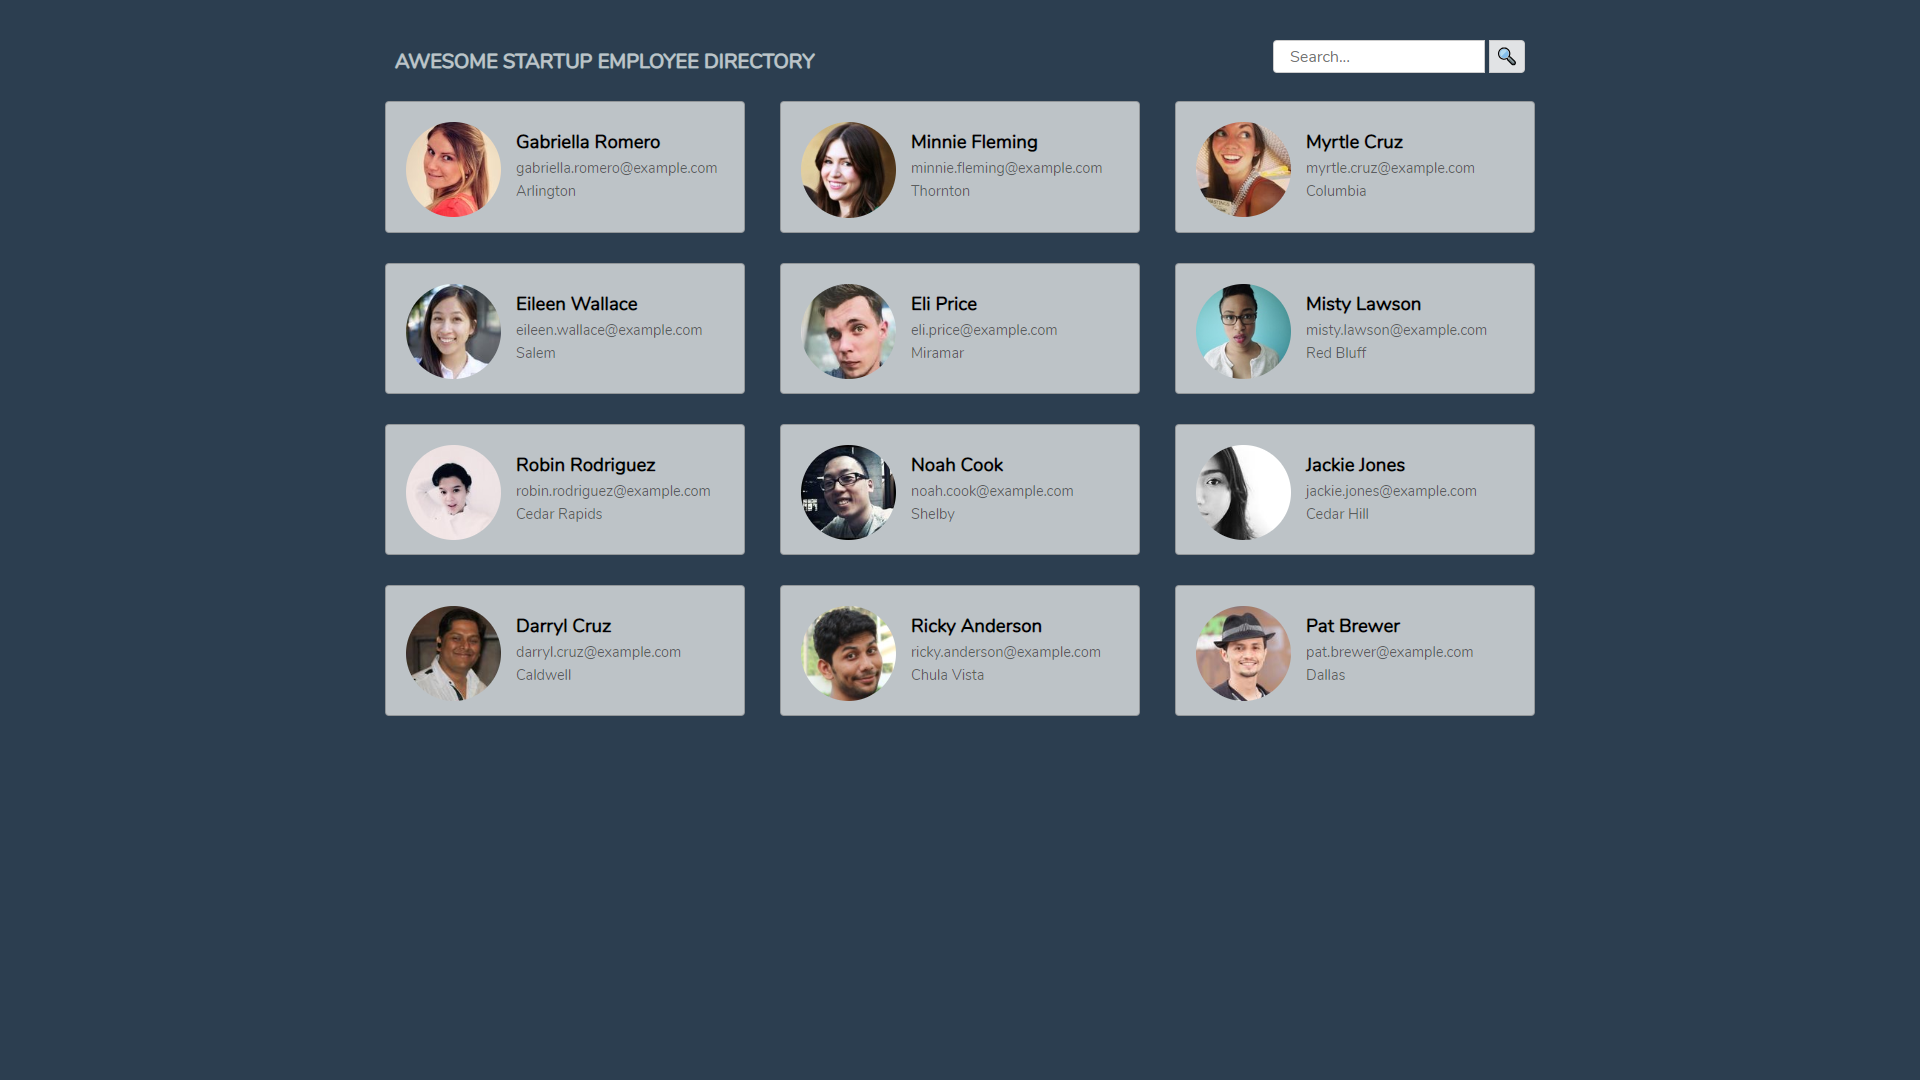 AWESOME STARTUP EMPLOYEE DIRECTORY
Search...
Gabriella Romero
gabriella.romero@example.com
Arlington
Minnie Fleming
minnie.fleming@example.com
Thornton
Myrtle Cruz
myrtle.cruz@example.com
Columbia
Eileen Wallace
eileen.wallace@example.com
Salem
Eli Price
eli.price@example.com
Miramar
Misty Lawson
misty.lawson@example.com
Red Bluff
Robin Rodriguez
robin.rodriguez@example.com
Cedar Rapids
Noah Cook
noah.cook@example.com
Shelby
Jackie Jones
jackie.jones@example.com
Cedar Hill
Darryl Cruz
darryl.cruz@example.com
Caldwell
Ricky Anderson
ricky.anderson@example.com
Chula Vista
Pat Brewer
pat.brewer@example.com
Dallas